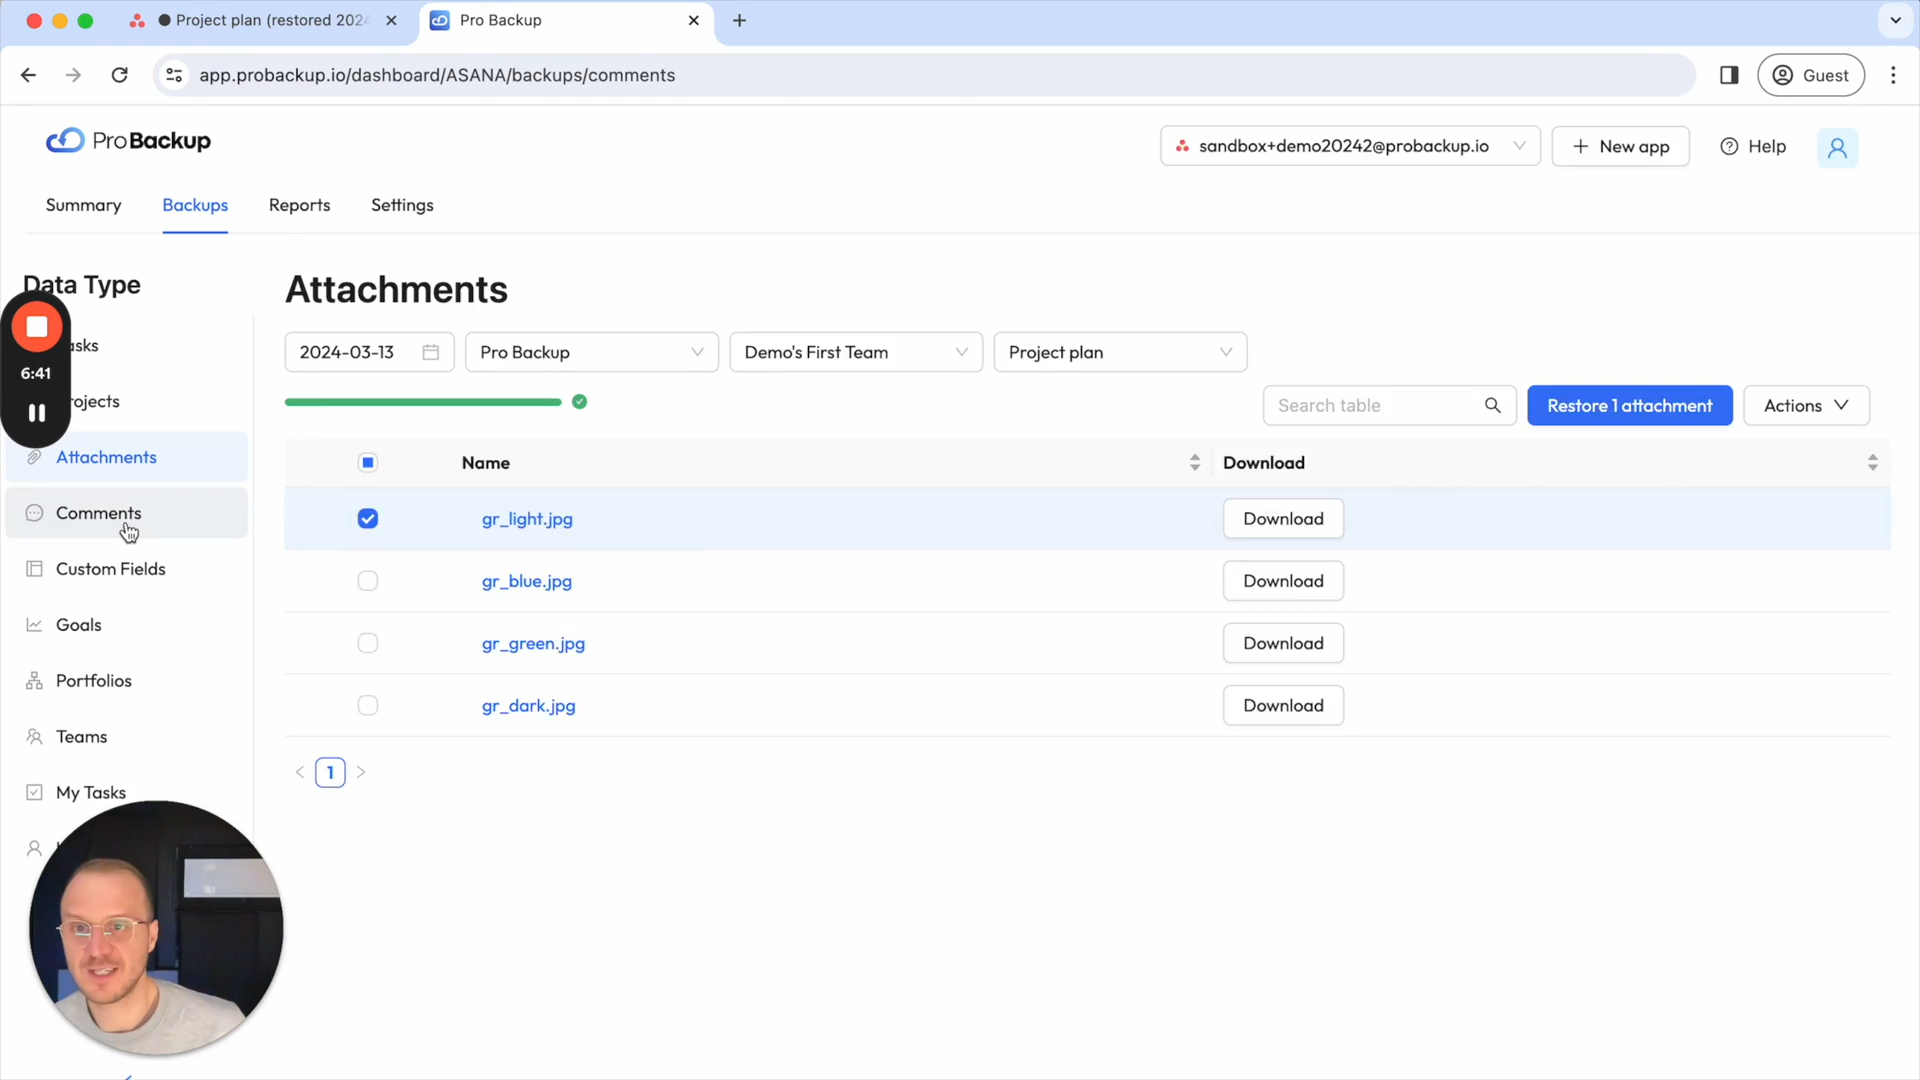 Project plan (restored 202
Pro Backup
app.probackup.io/dashboard/ASANA/backups/comments
Guest
ProBackup
sandbox+demo20242@probackup.io
New app
Help
Summary
Backups
Reports
Settings
Data Type
Attachments
2024-03-13
Pro Backup
Demo's First Team
Project plan
asks
6:41
rojects
Search table
Restore 1 attachment
Actions
Attachments
Name
Download
Comments
gr_light.jpg
Download
Custom Fields
gr_blue.jpg
Download
Goals
gr_green.jpg
Download
Portfolios
gr_dark.jpg
Download
Teams
1
My Tasks